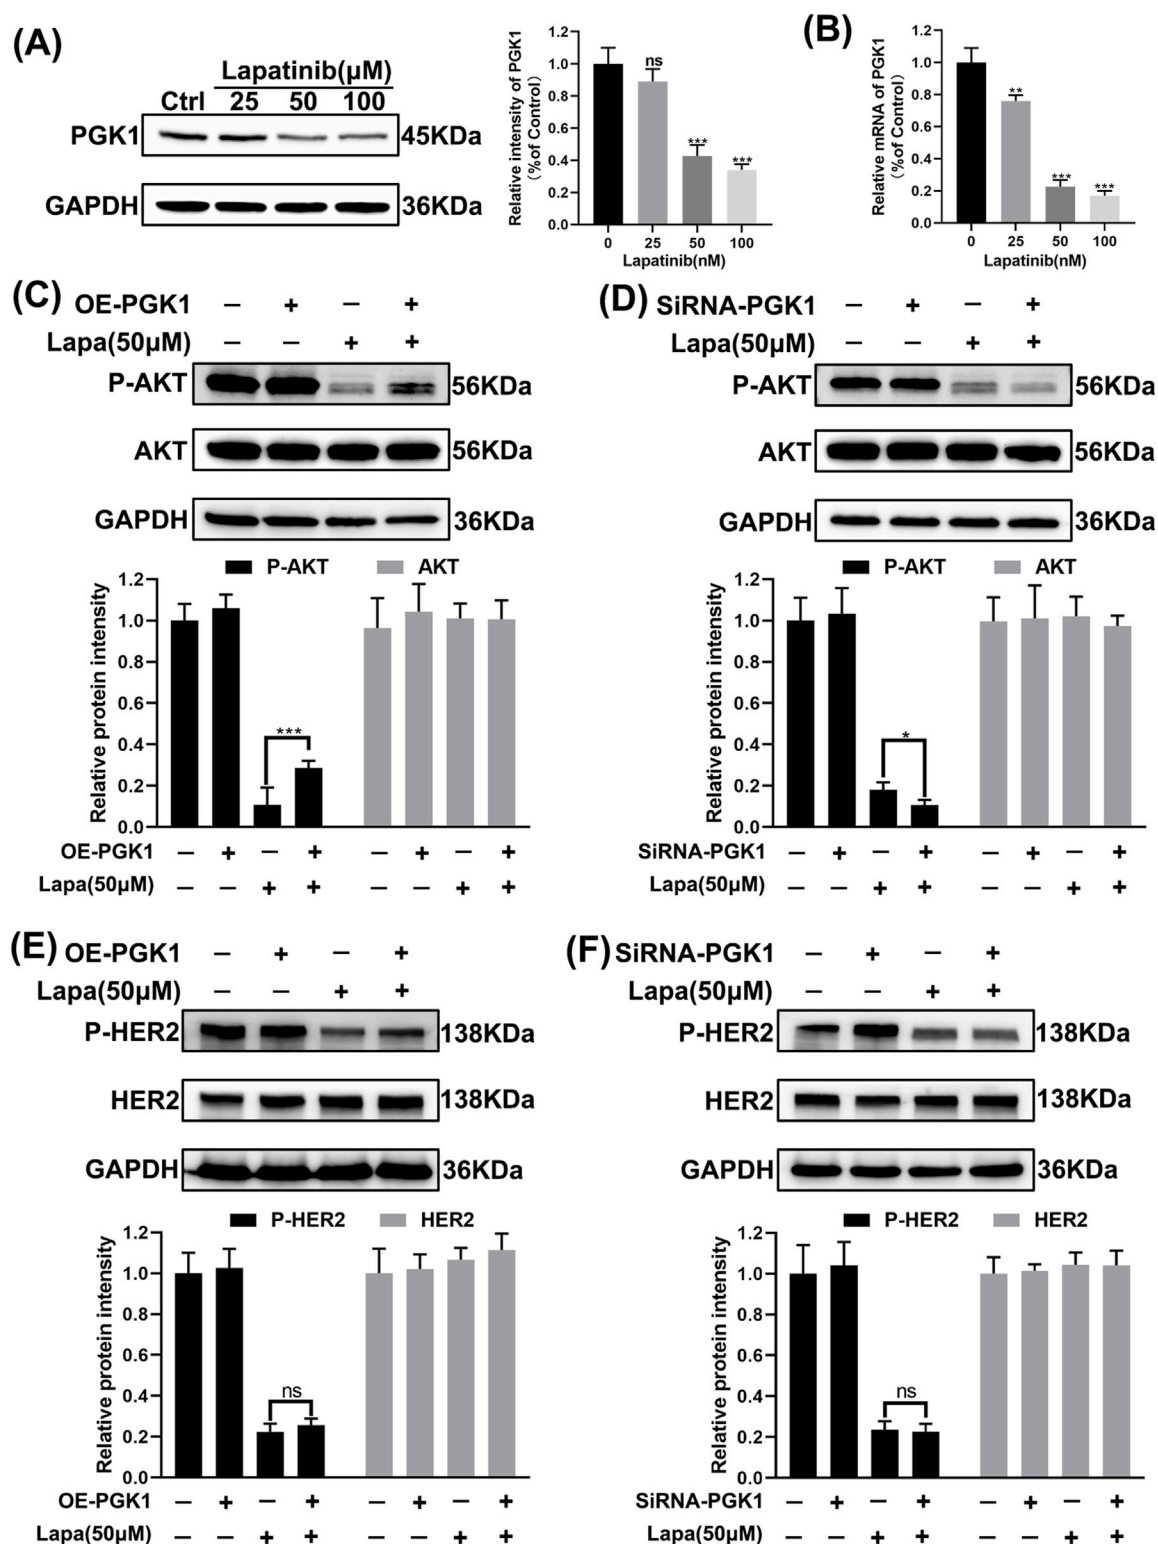 (A)
Lapatinib(μM)
Ctrl 25 50 100
PGK1 45KDa
GAPDH 36KDa
Relative intensity of PGK1
(%of Control)
1.2
1.0
0.8
0.6
0.4
0.2
0.0
ns
***
***
0 25 50 100
Lapatinib(nM)
(B)
Relative mRNA of PGK1
(%of Control)
1.2
1.0
0.8
0.6
0.4
0.2
0.0
**
***
***
0 25 50 100
Lapatinib(nM)
(C)
OE-PGK1 − + − +
Lapa(50μM) − − + +
P-AKT 56KDa
AKT 56KDa
GAPDH 36KDa
P-AKT AKT
Relative protein intensity
1.2
1.0
0.8
0.6
0.4
0.2
0.0
***
OE-PGK1 − + − + − + − +
Lapa(50μM) − − + + − − + +
(D)
SiRNA-PGK1 − + − +
Lapa(50μM) − − + +
P-AKT 56KDa
AKT 56KDa
GAPDH 36KDa
P-AKT AKT
Relative protein intensity
1.2
1.0
0.8
0.6
0.4
0.2
0.0
*
SiRNA-PGK1 − + − + − + − +
Lapa(50μM) − − + + − − + +
(E)
OE-PGK1 − + − +
Lapa(50μM) − − + +
P-HER2 138KDa
HER2 138KDa
GAPDH 36KDa
P-HER2 HER2
Relative protein intensity
1.2
1.0
0.8
0.6
0.4
0.2
0.0
ns
OE-PGK1 − + − + − + − +
Lapa(50μM) − − + + − − + +
(F)
SiRNA-PGK1 − + − +
Lapa(50μM) − − + +
P-HER2 138KDa
HER2 138KDa
GAPDH 36KDa
P-HER2 HER2
Relative protein intensity
1.2
1.0
0.8
0.6
0.4
0.2
0.0
ns
SiRNA-PGK1 − + − + − + − +
Lapa(50μM) − − + + − − + +